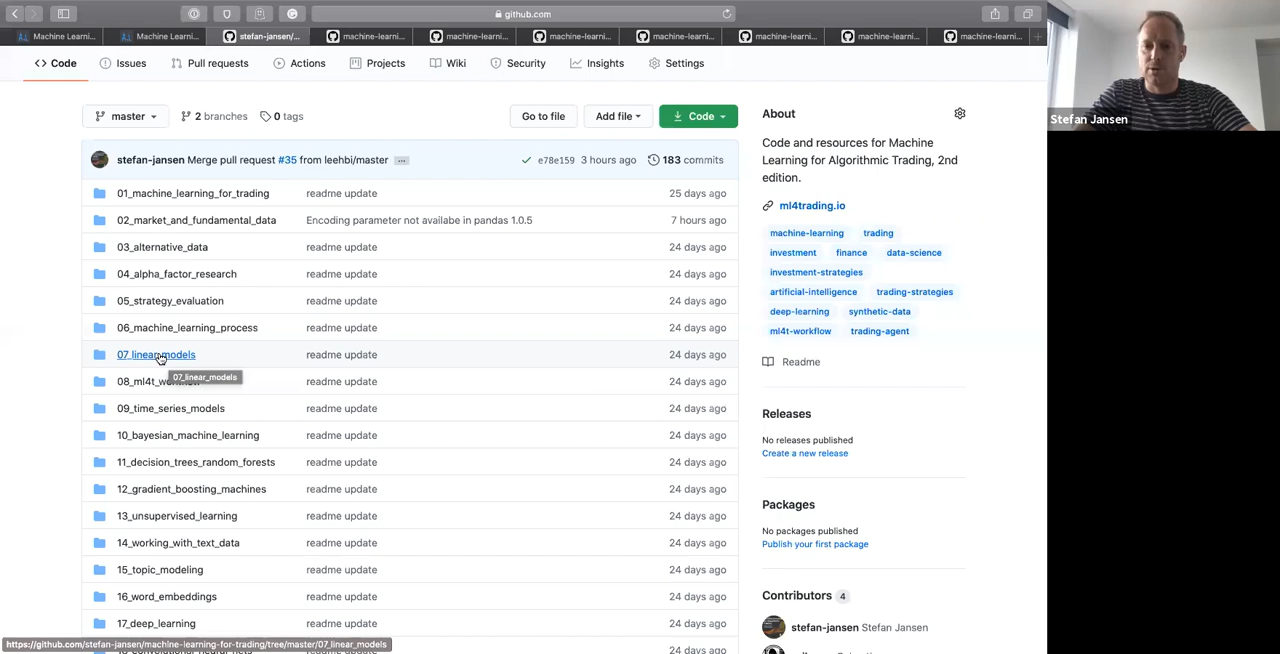 github.com
Machine Learni...
Machine Learni...
stefan-jansen/...
machine-learni...
machine-learni...
machine-learni...
machine-learni...
machine-learni...
machine-learni...
machine-learni...
Code
Issues
Pull requests
Actions
Projects
Wiki
Security
Insights
Settings
master
2 branches
0 tags
Go to file
Add file
Code
stefan-jansen Merge pull request #35 from leehbi/master ...
e78e159 3 hours ago
183 commits
01_machine_learning_for_trading readme update 25 days ago
02_market_and_fundamental_data Encoding parameter not availabe in pandas 1.0.5 7 hours ago
03_alternative_data readme update 24 days ago
04_alpha_factor_research readme update 24 days ago
05_strategy_evaluation readme update 24 days ago
06_machine_learning_process readme update 24 days ago
07_linear_models readme update 24 days ago
07_linear_models
08_ml4t_workflow readme update 24 days ago
09_time_series_models readme update 24 days ago
10_bayesian_machine_learning readme update 24 days ago
11_decision_trees_random_forests readme update 24 days ago
12_gradient_boosting_machines readme update 24 days ago
13_unsupervised_learning readme update 24 days ago
14_working_with_text_data readme update 24 days ago
15_topic_modeling readme update 24 days ago
16_word_embeddings readme update 24 days ago
17_deep_learning readme update 24 days ago
readme update 24 days ago
https://github.com/stefan-jansen/machine-learning-for-trading/tree/master/07_linear_models
About
Code and resources for Machine
Learning for Algorithmic Trading, 2nd
edition.
ml4trading.io
machine-learning trading
investment finance data-science
investment-strategies
artificial-intelligence trading-strategies
deep-learning synthetic-data
ml4t-workflow trading-agent
Readme
Releases
No releases published
Create a new release
Packages
No packages published
Publish your first package
Contributors 4
stefan-jansen Stefan Jansen
Stefan Jansen